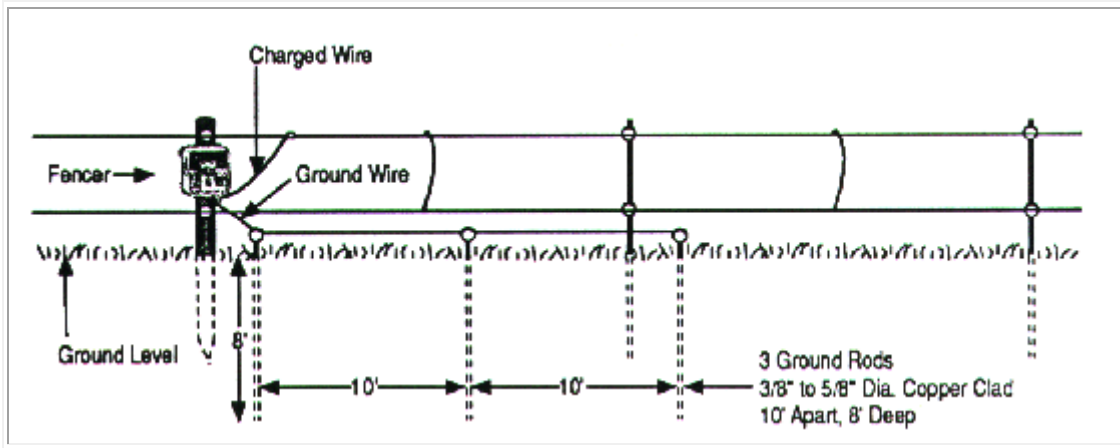 Charged Wire
Fencer
Ground Wire
Ground Level
8'
10'
10'
3 Ground Rods
3/8" to 5/8" Dia. Copper Clad
10' Apart, 8' Deep